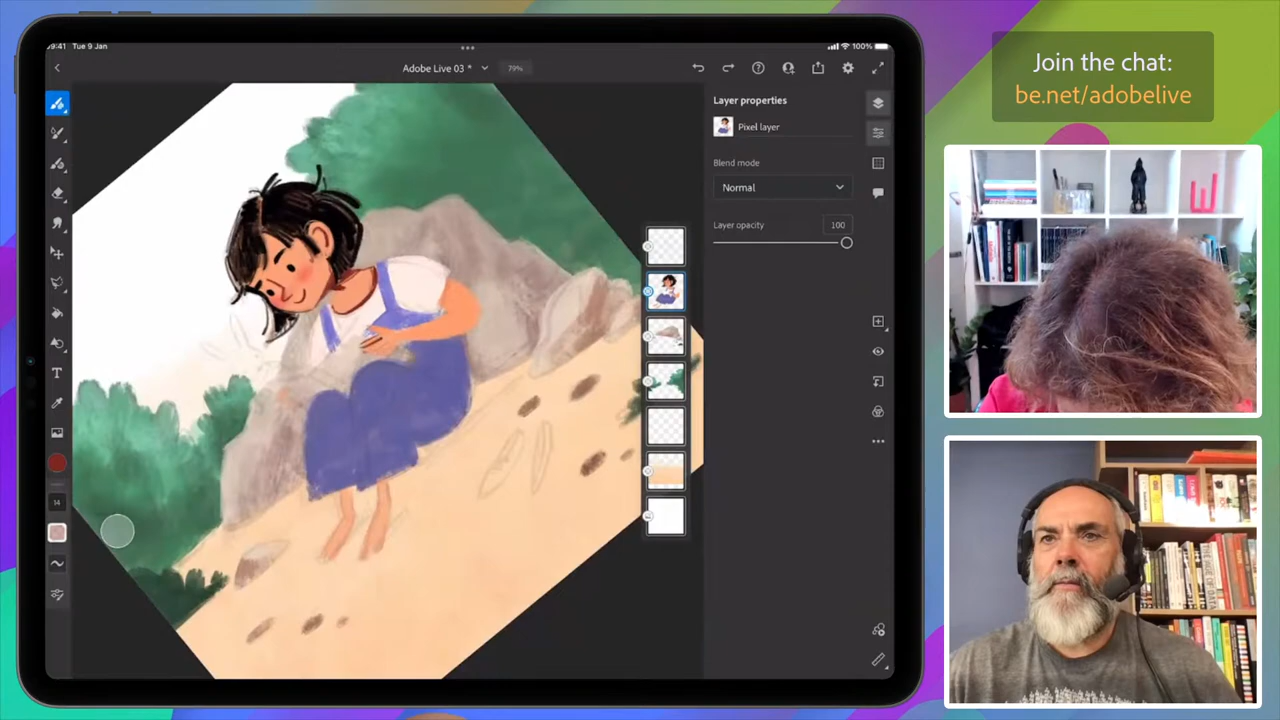 9:41 Tue 9 Jan
100%
Adobe Live 03 *
79%
Layer properties
Pixel layer
Blend mode
Normal
Layer opacity
100
14
Join the chat:
be.net/adobelive